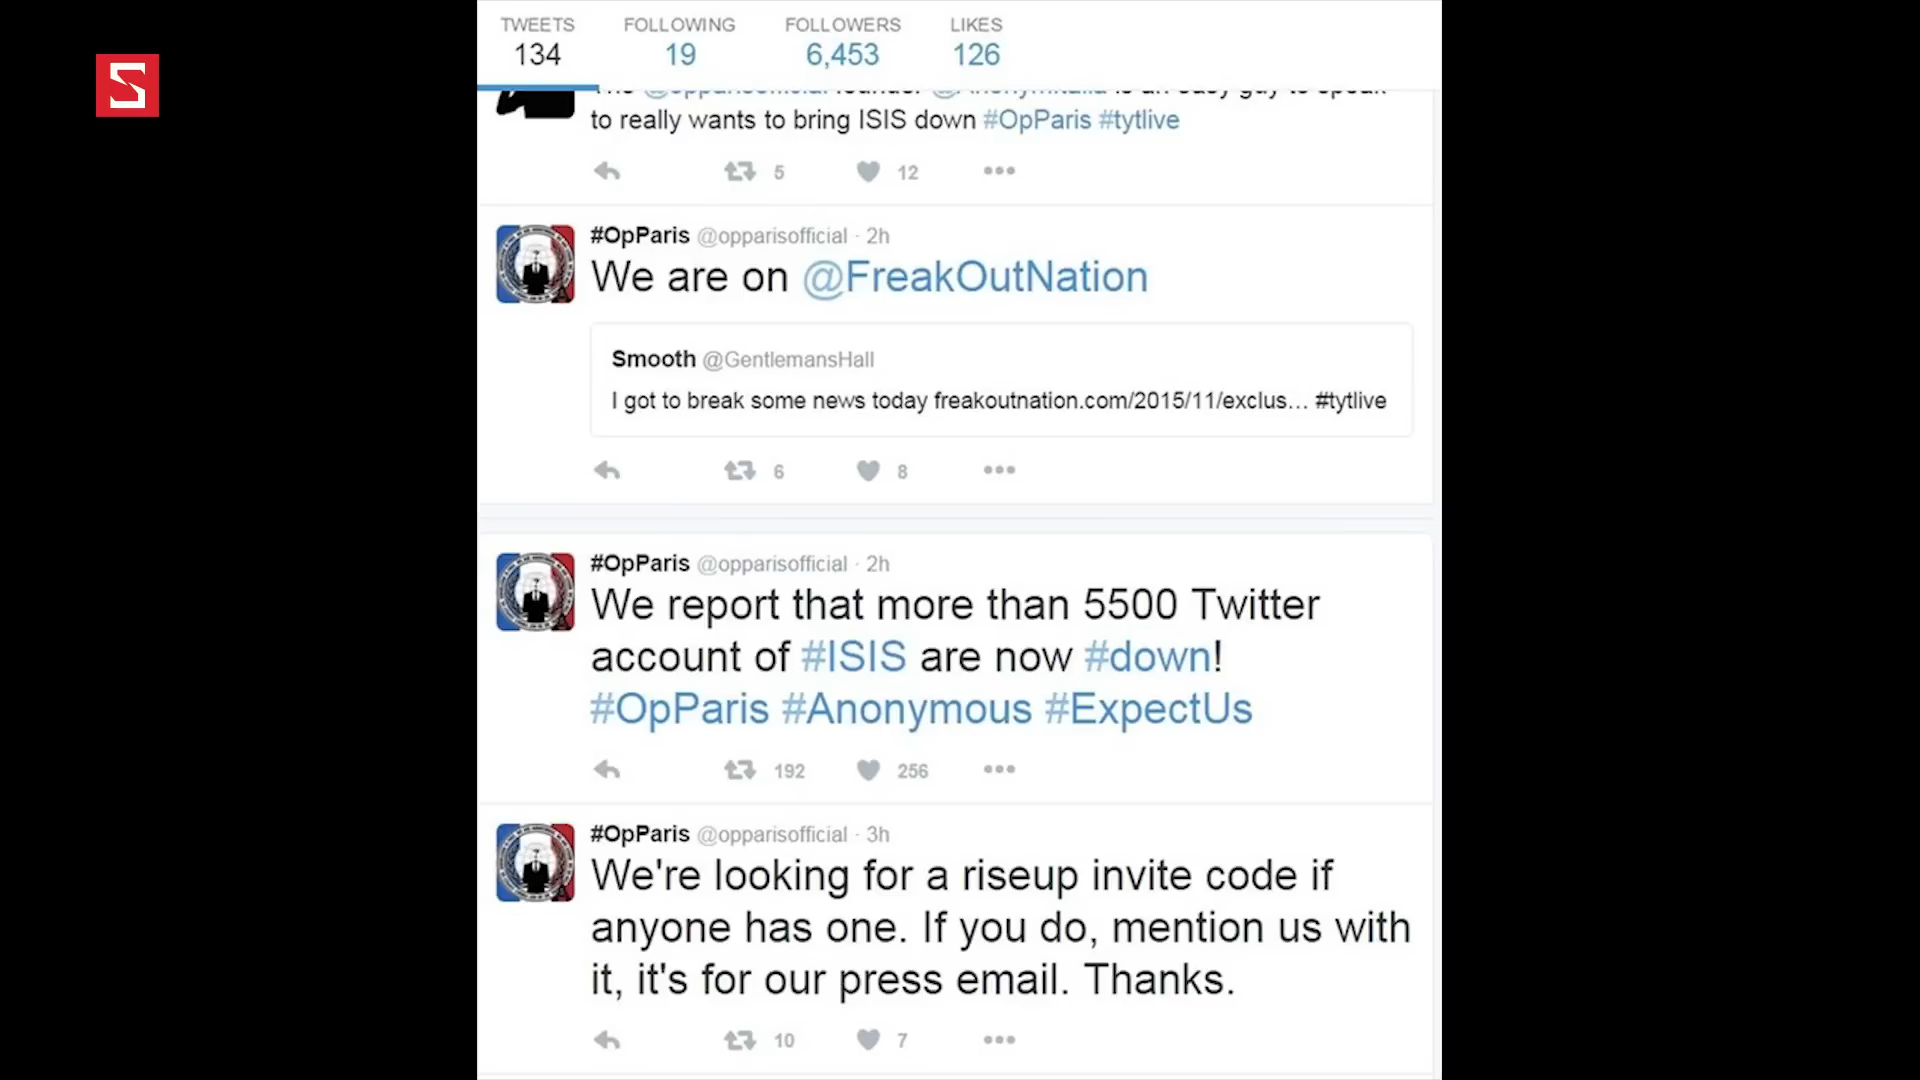 TWEETS FOLLOWING FOLLOWERS LIKES
134 19 6,453 126
S
to really wants to bring ISIS down #OpParis #tytlive
5 12
#OpParis @opparisofficial · 2h
We are on @FreakOutNation
Smooth @GentlemansHall
I got to break some news today freakoutnation.com/2015/11/exclus... #tytlive
6 8
#OpParis @opparisofficial · 2h
We report that more than 5500 Twitter
account of #ISIS are now #down!
#OpParis #Anonymous #ExpectUs
192 256
#OpParis @opparisofficial · 3h
We're looking for a riseup invite code if
anyone has one. If you do, mention us with
it, it's for our press email. Thanks.
10 7